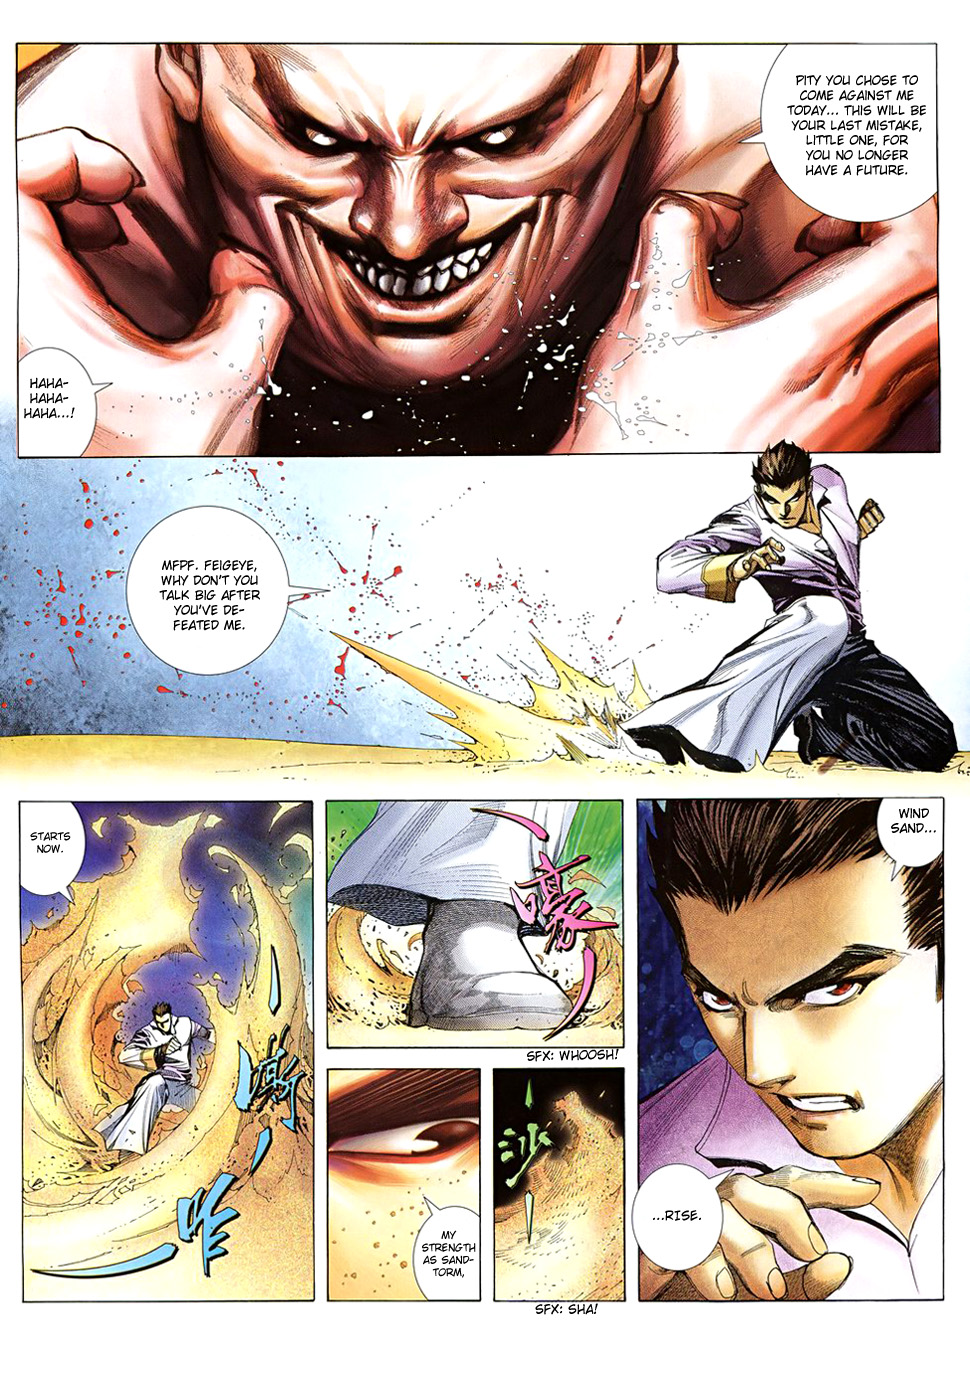 PITY YOU CHOSE TO
COME AGAINST ME
TODAY... THIS WILL BE
YOUR LAST MISTAKE,
LITTLE ONE, FOR
YOU NO LONGER
HAVE A FUTURE.
HAHA-
HAHA-
HAHA...!
MFPF. FEIGEYE,
WHY DON'T YOU
TALK BIG AFTER
YOU'VE DE-
FEATED ME.
WIND
SAND...
...RISE.
SFX: WHOOSH!
沙
SFX: SHA!
MY
STRENGTH
AS SAND-
TORM,
STARTS
NOW.
咋